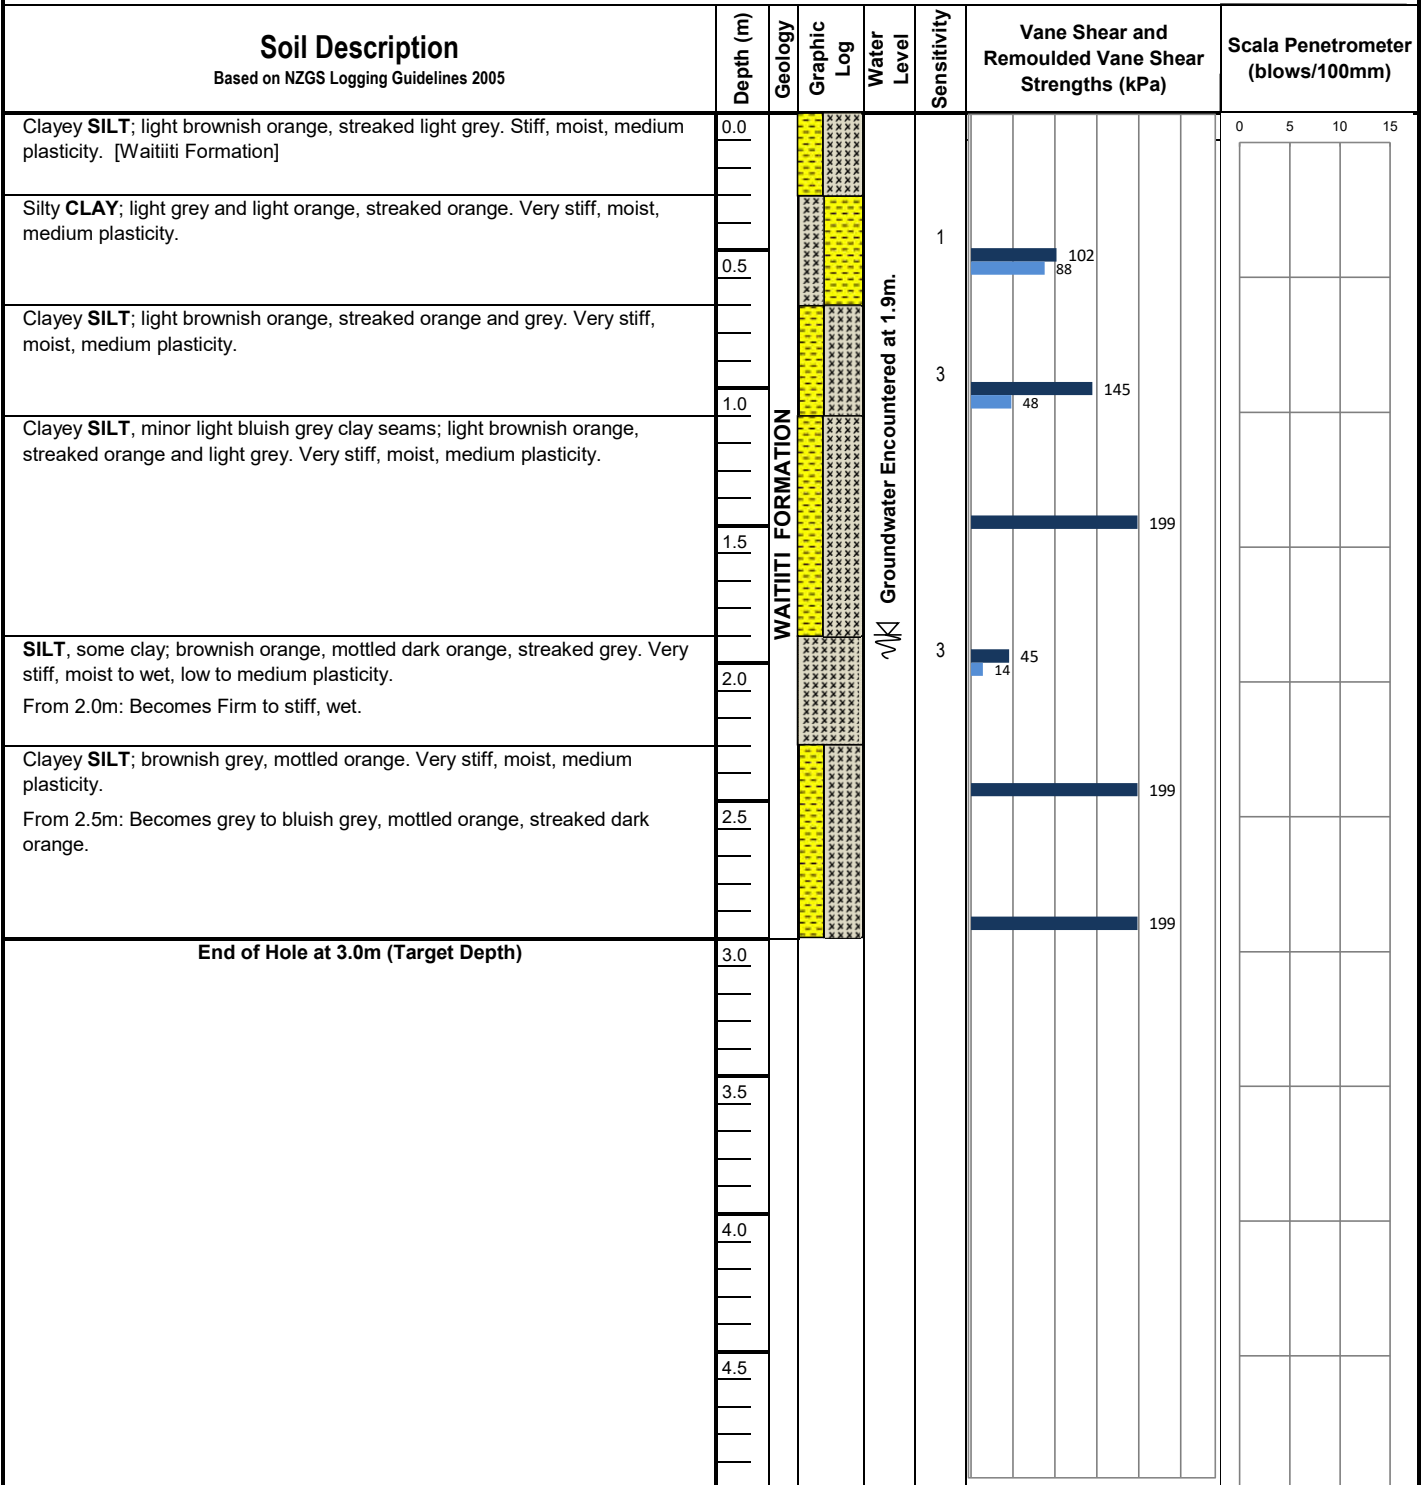 Soil Description
Based on NZGS Logging Guidelines 2005
Depth (m)
Geology
Graphic
Log
Water
Level
Sensitivity
Vane Shear and
Remoulded Vane Shear
Strengths (kPa)
Scala Penetrometer
(blows/100mm)
0 5 10 15
Clayey SILT; light brownish orange, streaked light grey. Stiff, moist, medium
plasticity. [Waitiiti Formation]
0.0
Silty CLAY; light grey and light orange, streaked orange. Very stiff, moist,
medium plasticity.
1
102
88
0.5
Clayey SILT; light brownish orange, streaked orange and grey. Very stiff,
moist, medium plasticity.
3
145
48
1.0
Clayey SILT, minor light bluish grey clay seams; light brownish orange,
streaked orange and light grey. Very stiff, moist, medium plasticity.
WAITIITI FORMATION
Groundwater Encountered at 1.9m.
199
1.5
SILT, some clay; brownish orange, mottled dark orange, streaked grey. Very
stiff, moist to wet, low to medium plasticity.
3
45
14
2.0
From 2.0m: Becomes Firm to stiff, wet.
Clayey SILT; brownish grey, mottled orange. Very stiff, moist, medium
plasticity.
199
2.5
From 2.5m: Becomes grey to bluish grey, mottled orange, streaked dark
orange.
199
End of Hole at 3.0m (Target Depth)
3.0
3.5
4.0
4.5